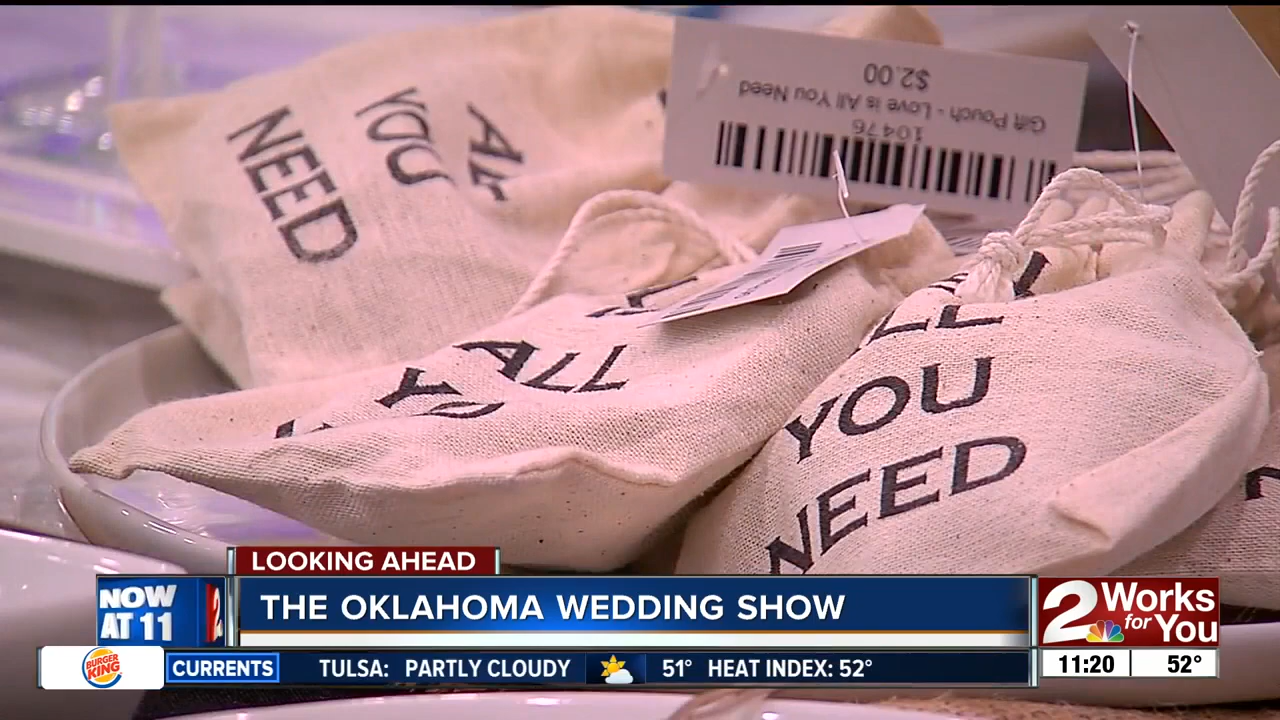 $2.00
Gift Pouch - Love is All You Need
10476
ALL
YOU
NEED
ALL
YOU
NEED
LOOKING AHEAD
NOW
AT 11
2
THE OKLAHOMA WEDDING SHOW
2 Works
for You
BURGER
KING
CURRENTS
TULSA: PARTLY CLOUDY 51° HEAT INDEX: 52°
11:20 52°